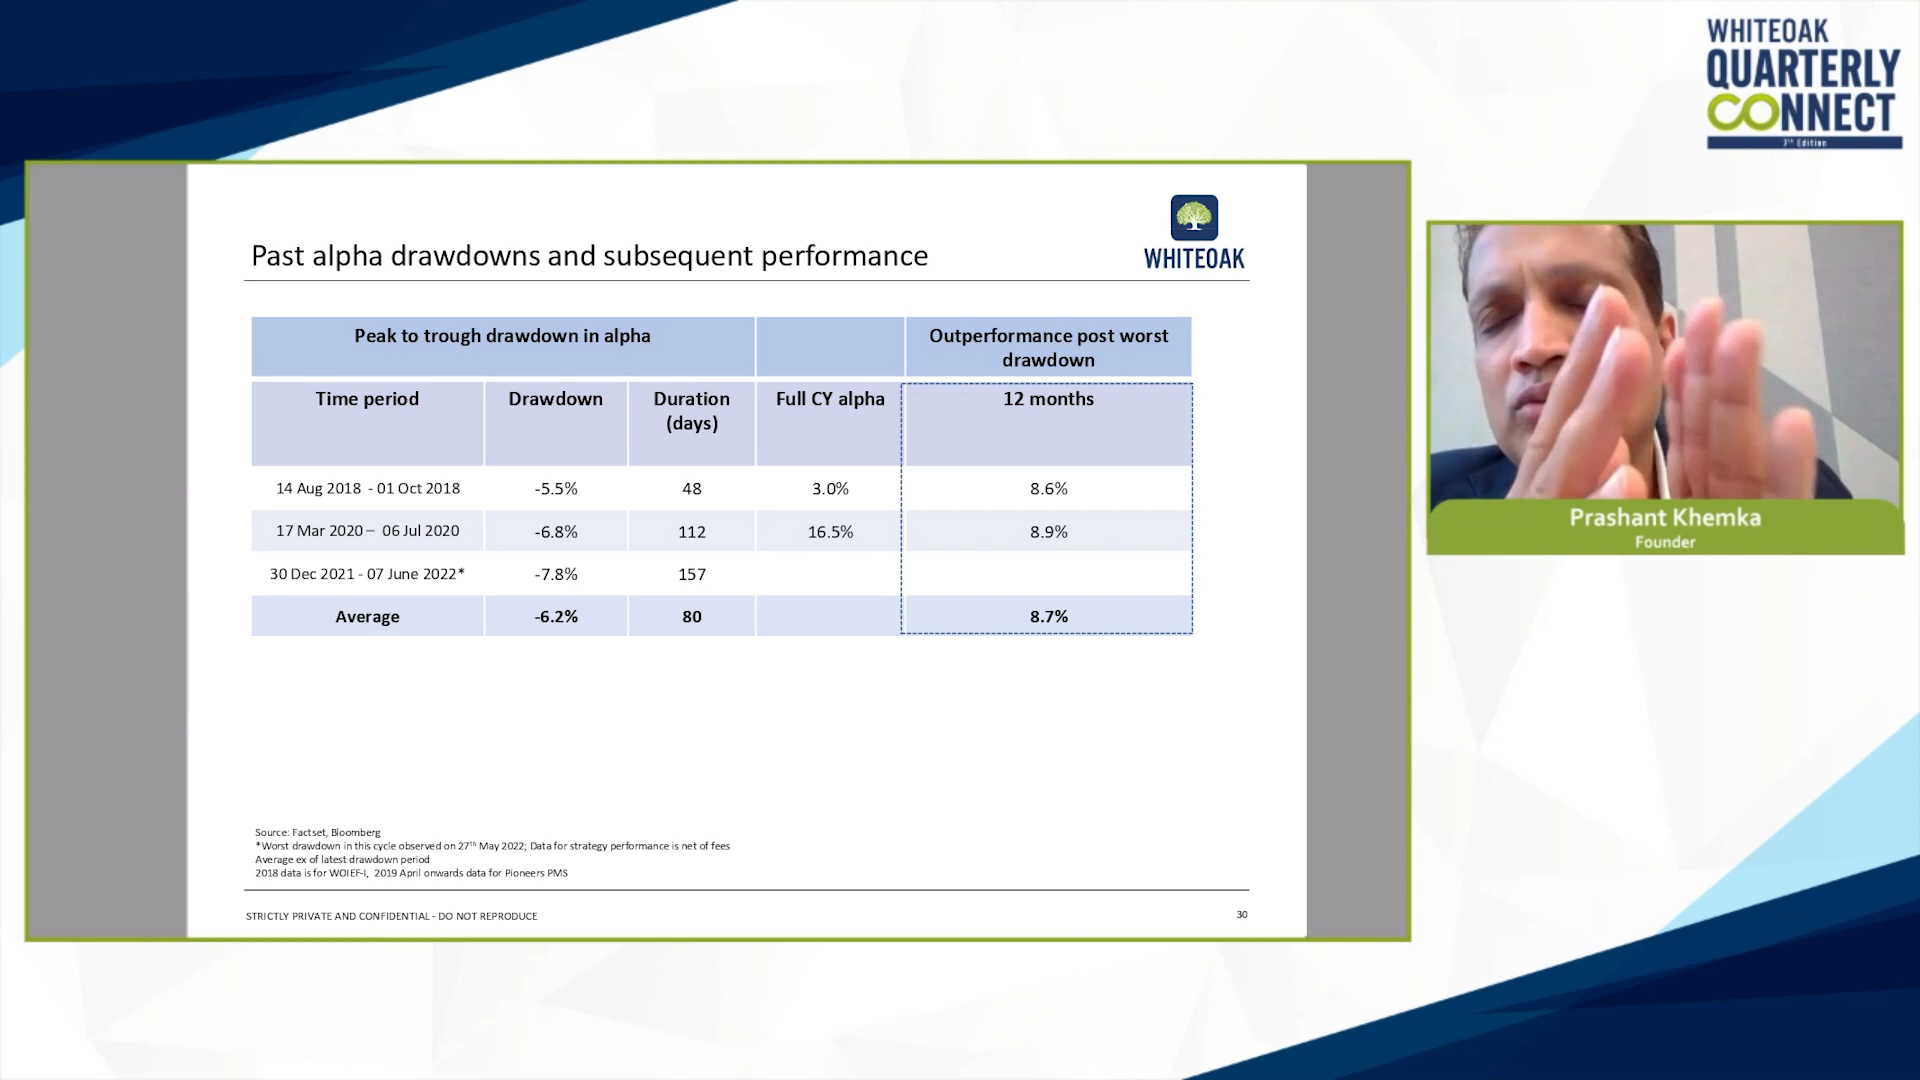 WHITEOAK
QUARTERLY
CONNECT
7th Edition
Past alpha drawdowns and subsequent performance
WHITEOAK
Peak to trough drawdown in alpha
Outperformance post worst
drawdown
Time period Drawdown Duration Full CY alpha 12 months
(days)
14 Aug 2018 - 01 Oct 2018 -5.5% 48 3.0% 8.6%
17 Mar 2020 – 06 Jul 2020 -6.8% 112 16.5% 8.9%
30 Dec 2021 - 07 June 2022* -7.8% 157
Average -6.2% 80 8.7%
Source: Factset, Bloomberg
*Worst drawdown in this cycle observed on 27th May 2022; Data for strategy performance is net of fees
Average ex of latest drawdown period
2018 data is for WOIEF-I, 2019 April onwards data for Pioneers PMS
STRICTLY PRIVATE AND CONFIDENTIAL - DO NOT REPRODUCE
30
Prashant Khemka
Founder